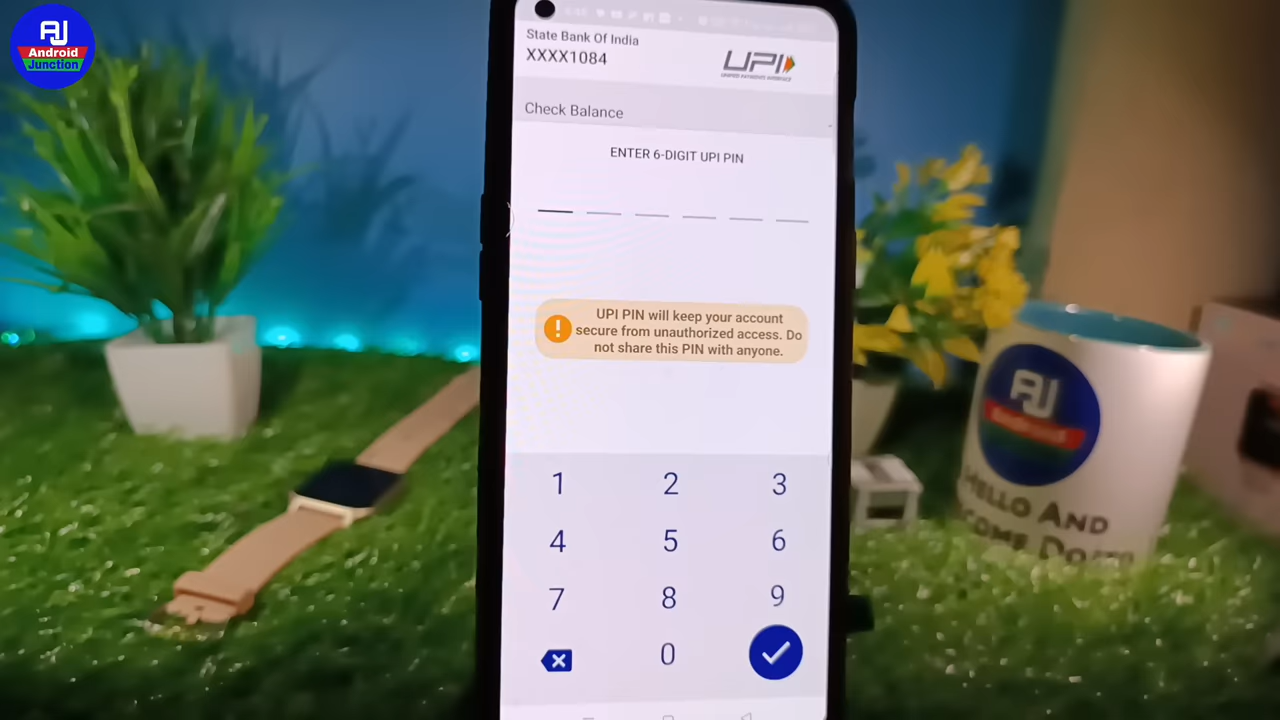 AJ
Android
Junction
State Bank Of India
XXXX1084
UPI
UNIFIED PAYMENTS INTERFACE
Check Balance
ENTER 6-DIGIT UPI PIN
UPI PIN will keep your account
secure from unauthorized access. Do
not share this PIN with anyone.
1 2 3
4 5 6
7 8 9
0
AJ
Android
HELLO AND